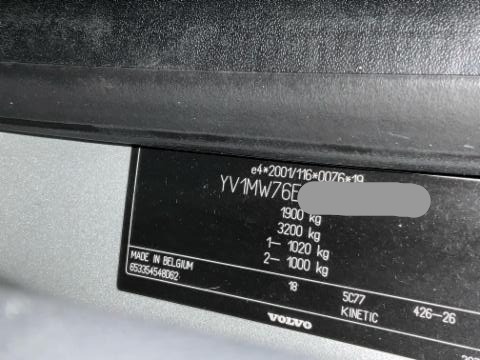 e4*2001/116*0076*19
YV1MW76E
1900 kg
3200 kg
1– 1020 kg
2– 1000 kg
MADE IN BELGIUM
653354548D62
18 5C77 426-26
KINETIC
VOLVO